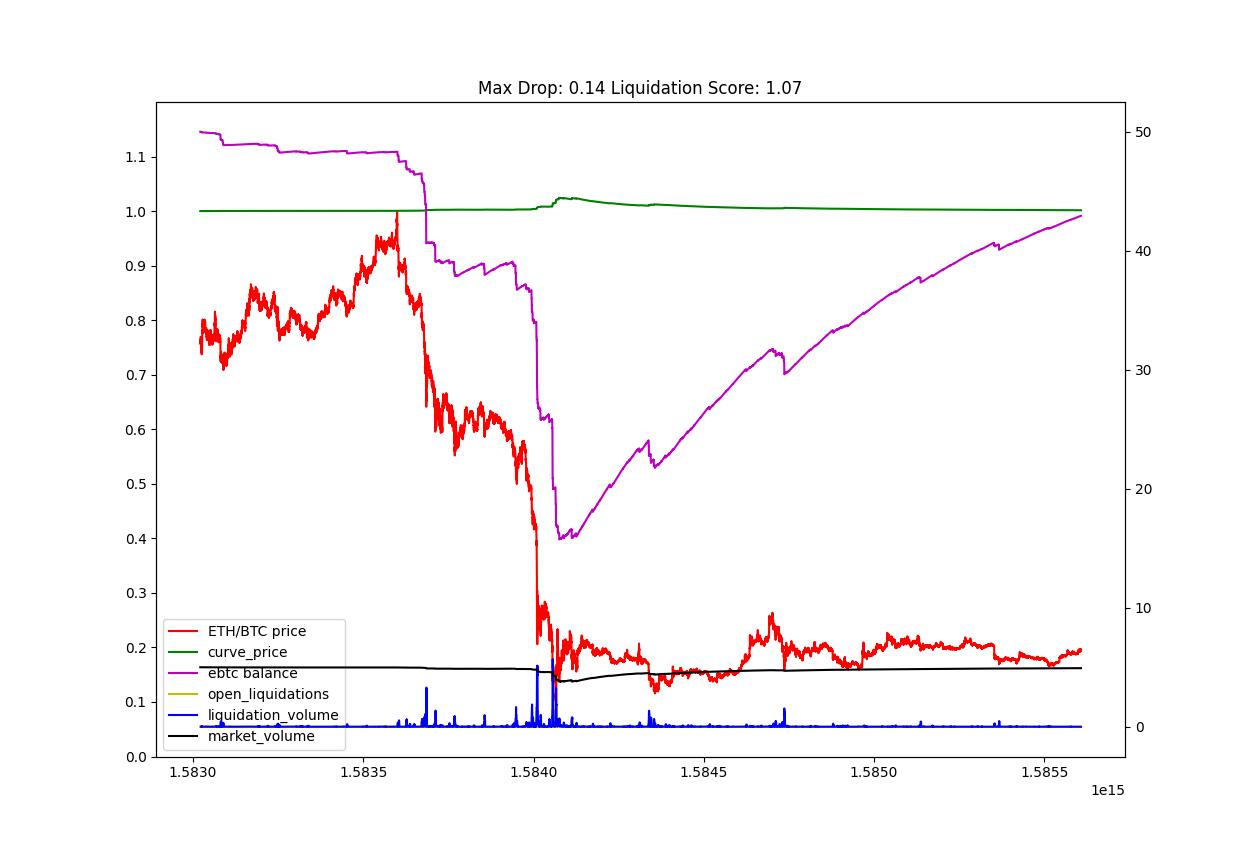 Max Drop: 0.14 Liquidation Score: 1.07
1.1
1.0
0.9
0.8
0.7
0.6
0.5
0.4
0.3
0.2
0.1
0.0
50
40
30
20
10
0
ETH/BTC price
curve_price
ebtc balance
open_liquidations
liquidation_volume
market_volume
1.5830 1.5835 1.5840 1.5845 1.5850 1.5855
1e15